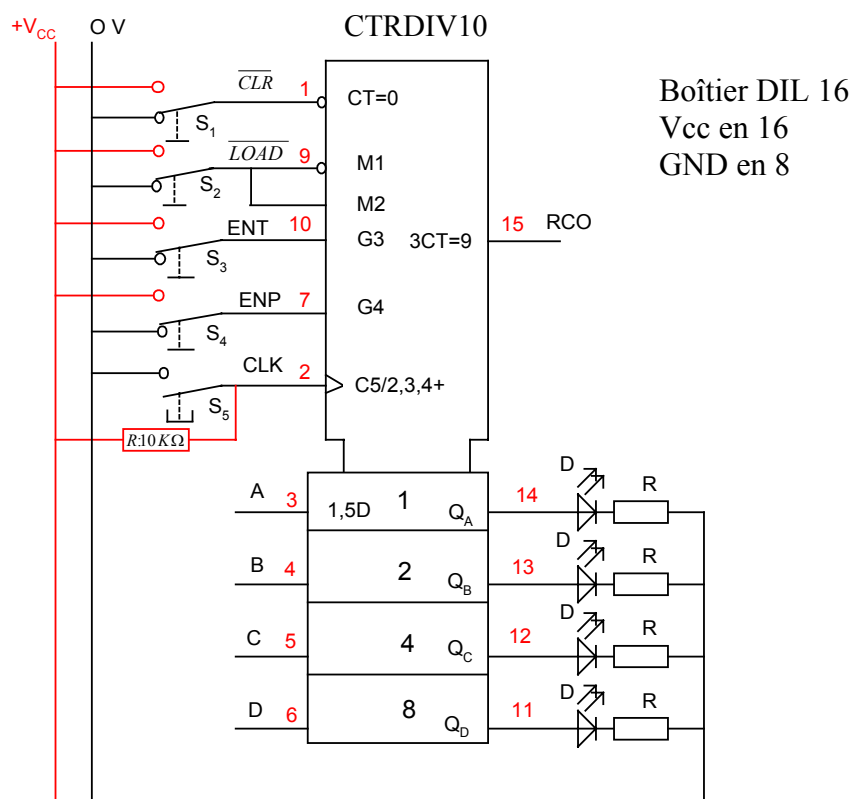 +VCC
O V
CTRDIV10
Boîtier DIL 16
Vcc en 16
GND en 8
CLR
1
CT=0
S1
LOAD
9
M1
S2
M2
ENT
10
G3
3CT=9
15
RCO
S3
ENP
7
G4
S4
CLK
2
C5/2,3,4+
S5
R:10 KΩ
A
3
1,5D
1
QA
14
D
R
B
4
2
QB
13
D
R
C
5
4
QC
12
D
R
D
6
8
QD
11
D
R